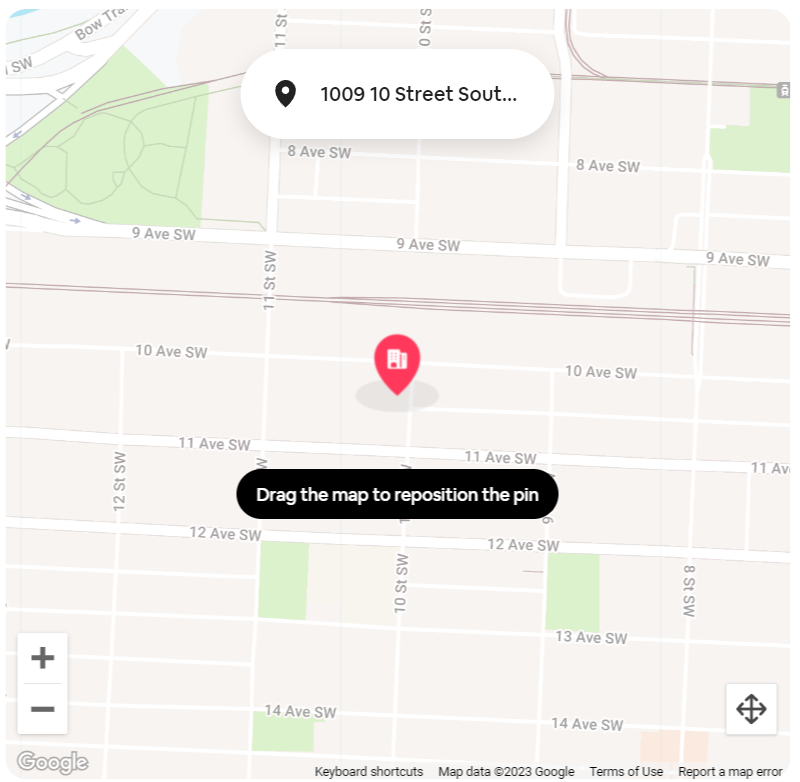 Bow Tra
11 St
0 St S
SW
1009 10 Street Sout...
8 Ave SW
8 Ave SW
9 Ave SW
9 Ave SW
9 Ave SW
11 St SW
10 Ave SW
10 Ave SW
11 Ave SW
11 Ave SW
11 Av
12 St SW
W
Drag the map to reposition the pin
12 Ave SW
12 Ave SW
10 St SW
8 St SW
13 Ave SW
14 Ave SW
14 Ave SW
+
−
Google
Keyboard shortcuts Map data ©2023 Google Terms of Use Report a map error